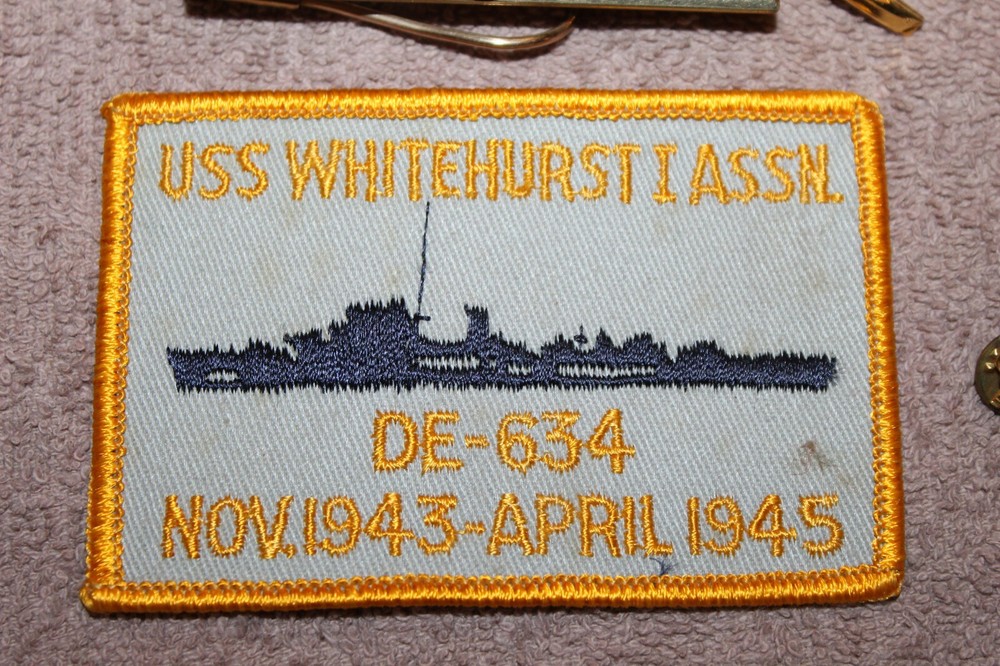 USS WHITEHURST I ASSN.
DE-634
NOV. 1943-APRIL 1945